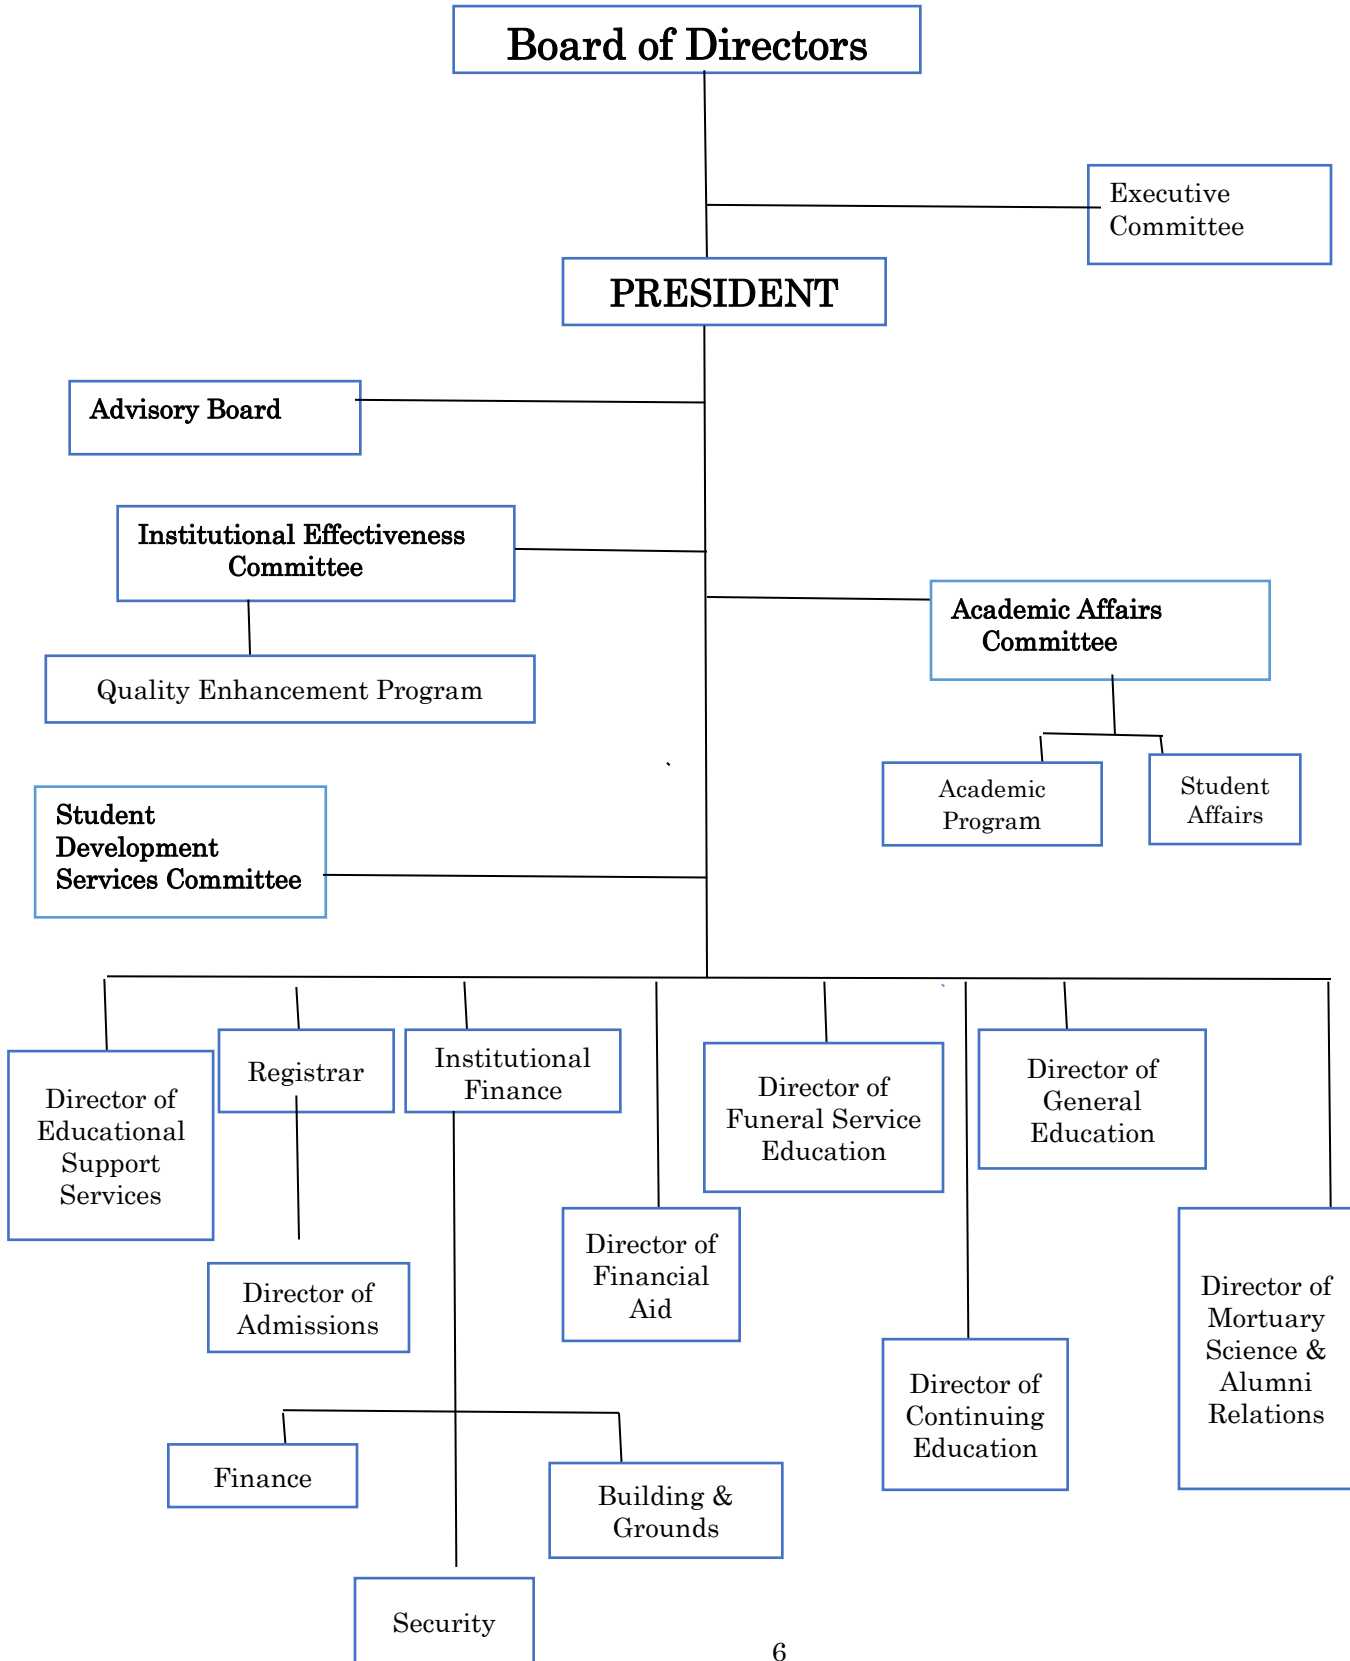 Board of Directors
Executive
Committee
PRESIDENT
Advisory Board
Institutional Effectiveness
Committee
Academic Affairs
Committee
Quality Enhancement Program
Academic
Program
Student
Affairs
Student
Development
Services Committee
Director of
Educational
Support
Services
Registrar
Institutional
Finance
Director of
Funeral Service
Education
Director of
General
Education
Director of
Admissions
Director of
Financial
Aid
Director of
Continuing
Education
Director of
Mortuary
Science &
Alumni
Relations
Finance
Building &
Grounds
Security
6